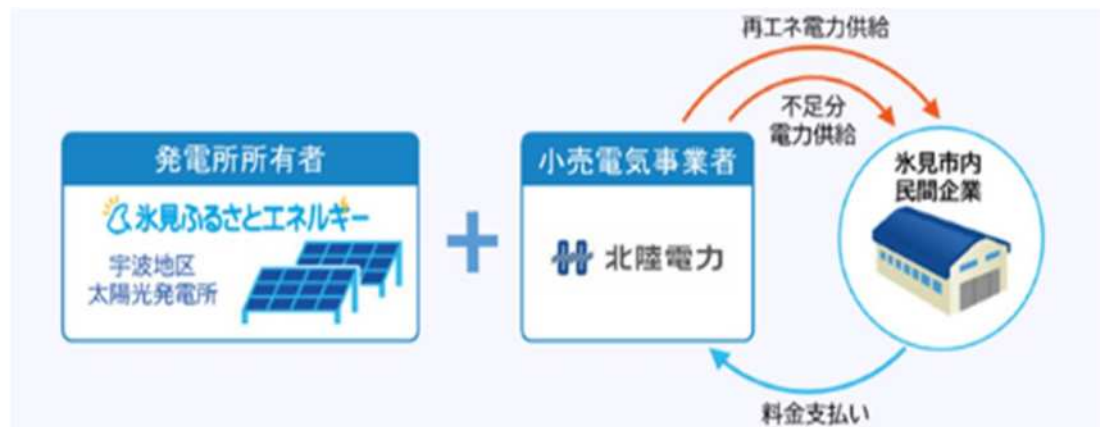 再エネ電力供給
不足分
電力供給
発電所所有者
氷見ふるさとエネルギー
宇波地区
太陽光発電所
小売電気事業者
北陸電力
氷見市内
民間企業
料金支払い